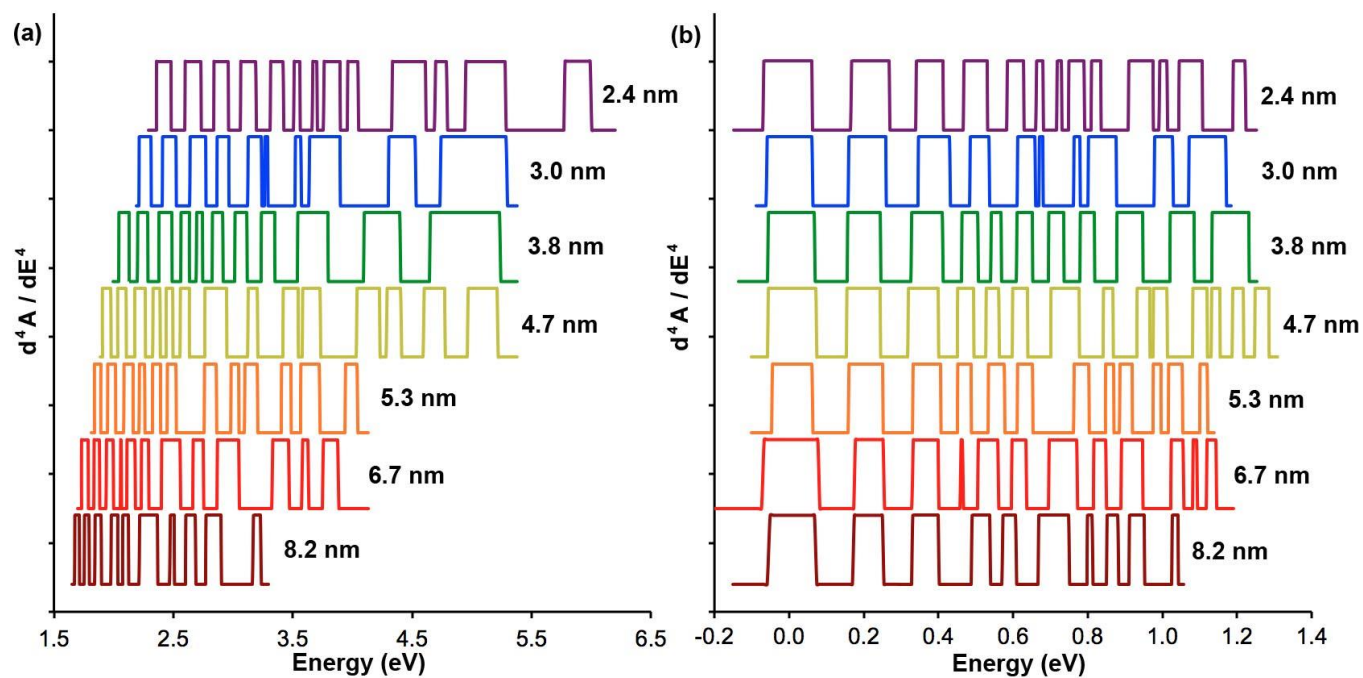 (a)
2.4 nm
3.0 nm
3.8 nm
4.7 nm
5.3 nm
6.7 nm
8.2 nm
d⁴ A / dE⁴
1.5 2.5 3.5 4.5 5.5 6.5
Energy (eV)
(b)
2.4 nm
3.0 nm
3.8 nm
4.7 nm
5.3 nm
6.7 nm
8.2 nm
d⁴ A / dE⁴
-0.2 0.0 0.2 0.4 0.6 0.8 1.0 1.2 1.4
Energy (eV)